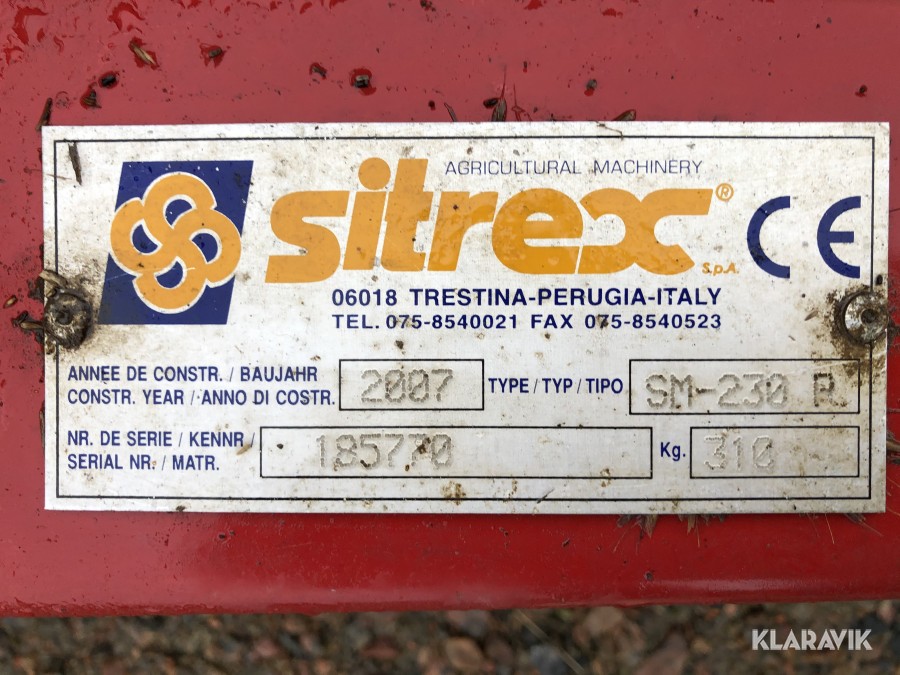 AGRICULTURAL MACHINERY
sitrex® S.p.A. CE
06018 TRESTINA-PERUGIA-ITALY
TEL. 075-8540021 FAX 075-8540523
ANNEE DE CONSTR. / BAUJAHR
CONSTR. YEAR / ANNO DI COSTR. 2007 TYPE / TYP / TIPO SM-230 R
NR. DE SERIE / KENNR /
SERIAL NR. / MATR. 185770 Kg. 310
KLARAVIK